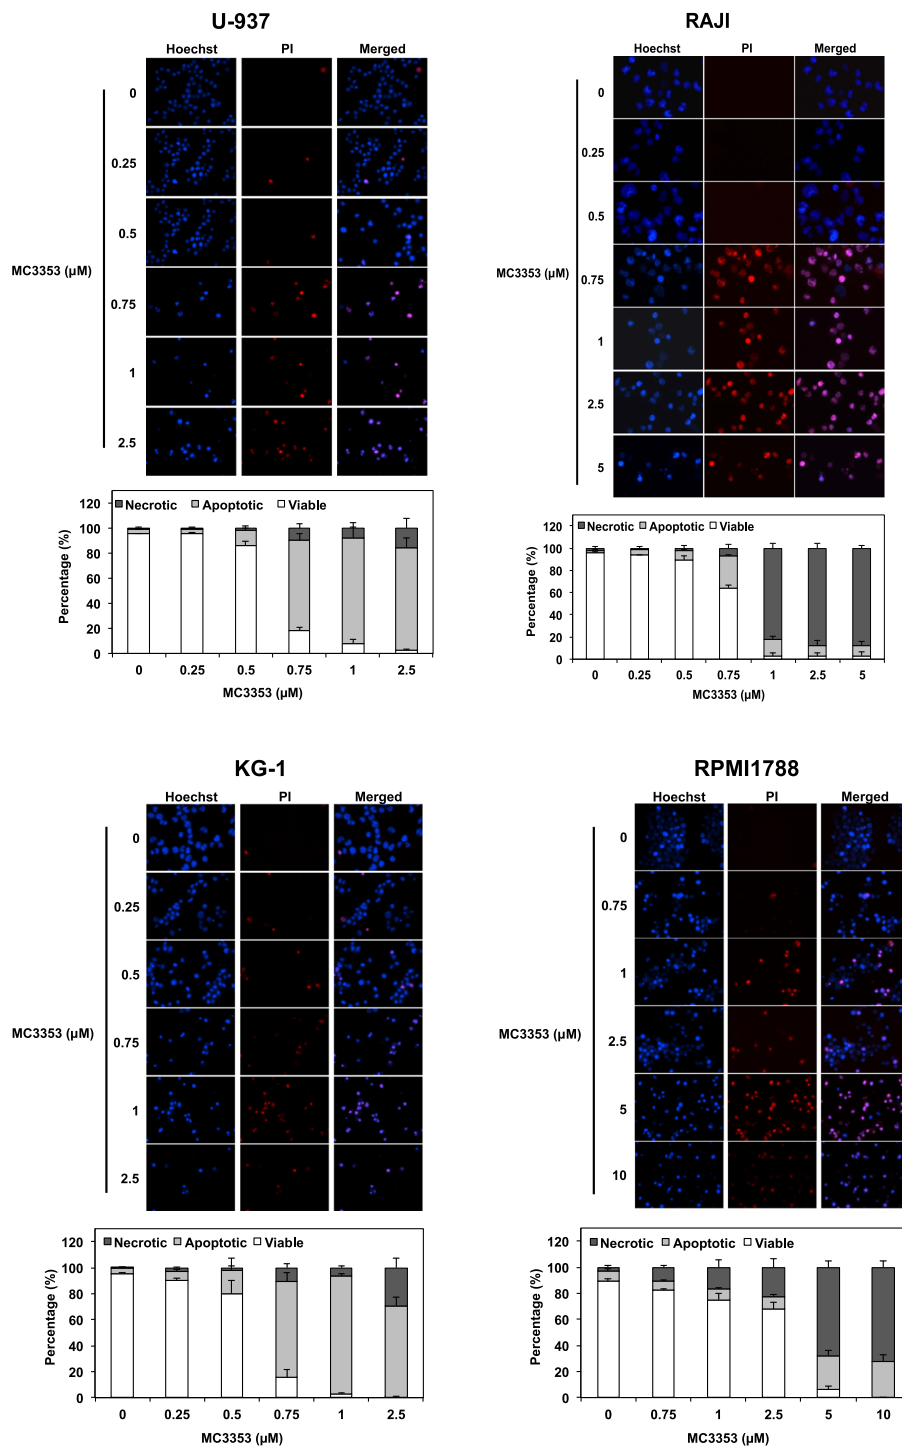 U-937
Hoechst PI Merged
0
0.25
0.5
MC3353 (µM)
0.75
1
2.5
120
Necrotic Apoptotic Viable
100
80
60
40
20
0
Percentage (%)
0 0.25 0.5 0.75 1 2.5
MC3353 (µM)
RAJI
Hoechst PI Merged
0
0.25
0.5
MC3353 (µM)
0.75
1
2.5
5
120
Necrotic Apoptotic Viable
100
80
60
40
20
0
Percentage (%)
0 0.25 0.5 0.75 1 2.5 5
MC3353 (µM)
KG-1
Hoechst PI Merged
0
0.25
0.5
MC3353 (µM)
0.75
1
2.5
120
Necrotic Apoptotic Viable
100
80
60
40
20
0
Percentage (%)
0 0.25 0.5 0.75 1 2.5
MC3353 (µM)
RPMI1788
Hoechst PI Merged
0
0.75
1
MC3353 (µM)
2.5
5
10
120
Necrotic Apoptotic Viable
100
80
60
40
20
0
Percentage (%)
0 0.75 1 2.5 5 10
MC3353 (µM)